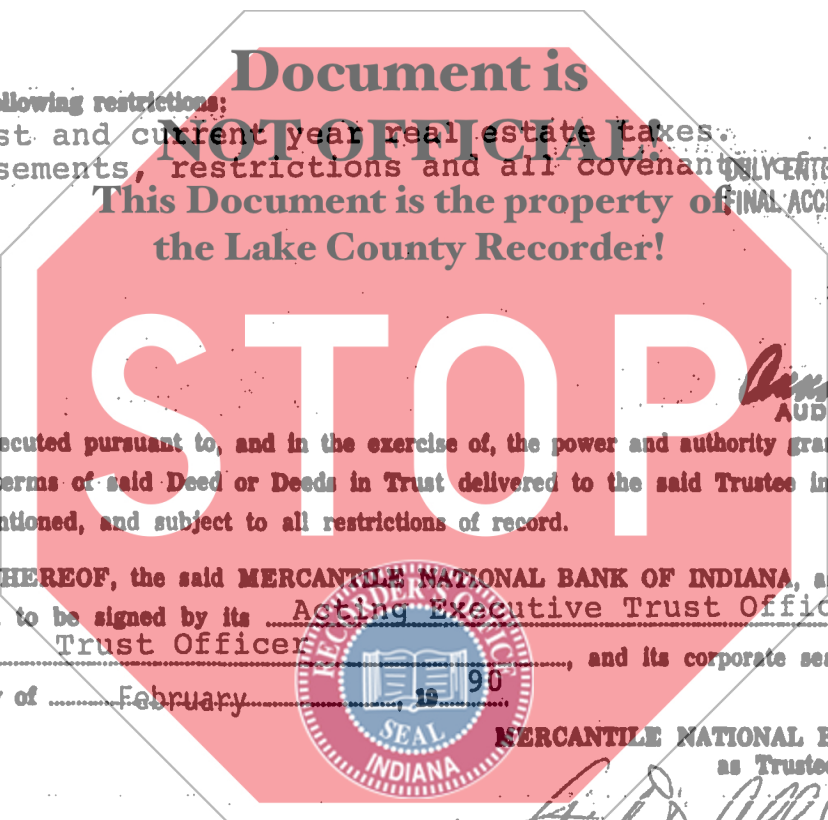 Document is
llowing restrictions:
st and current year real estate taxes.
NOT OFFICIAL!
sements, restrictions and all covenants of
This Document is the property of
FINAL ACC
the Lake County Recorder!
STOP
AUD
ecuted pursuant to, and in the exercise of, the power and authority gran
erms of said Deed or Deeds in Trust delivered to the said Trustee in
ntioned, and subject to all restrictions of record.
HEREOF, the said MERCANTILE NATIONAL BANK OF INDIANA, a
to be signed by its Acting Executive Trust Offic
Trust Officer, and its corporate sea
y of February, 19 90
RECORDER'S OFFICE
SEAL
INDIANA
MERCANTILE NATIONAL B
as Trustee